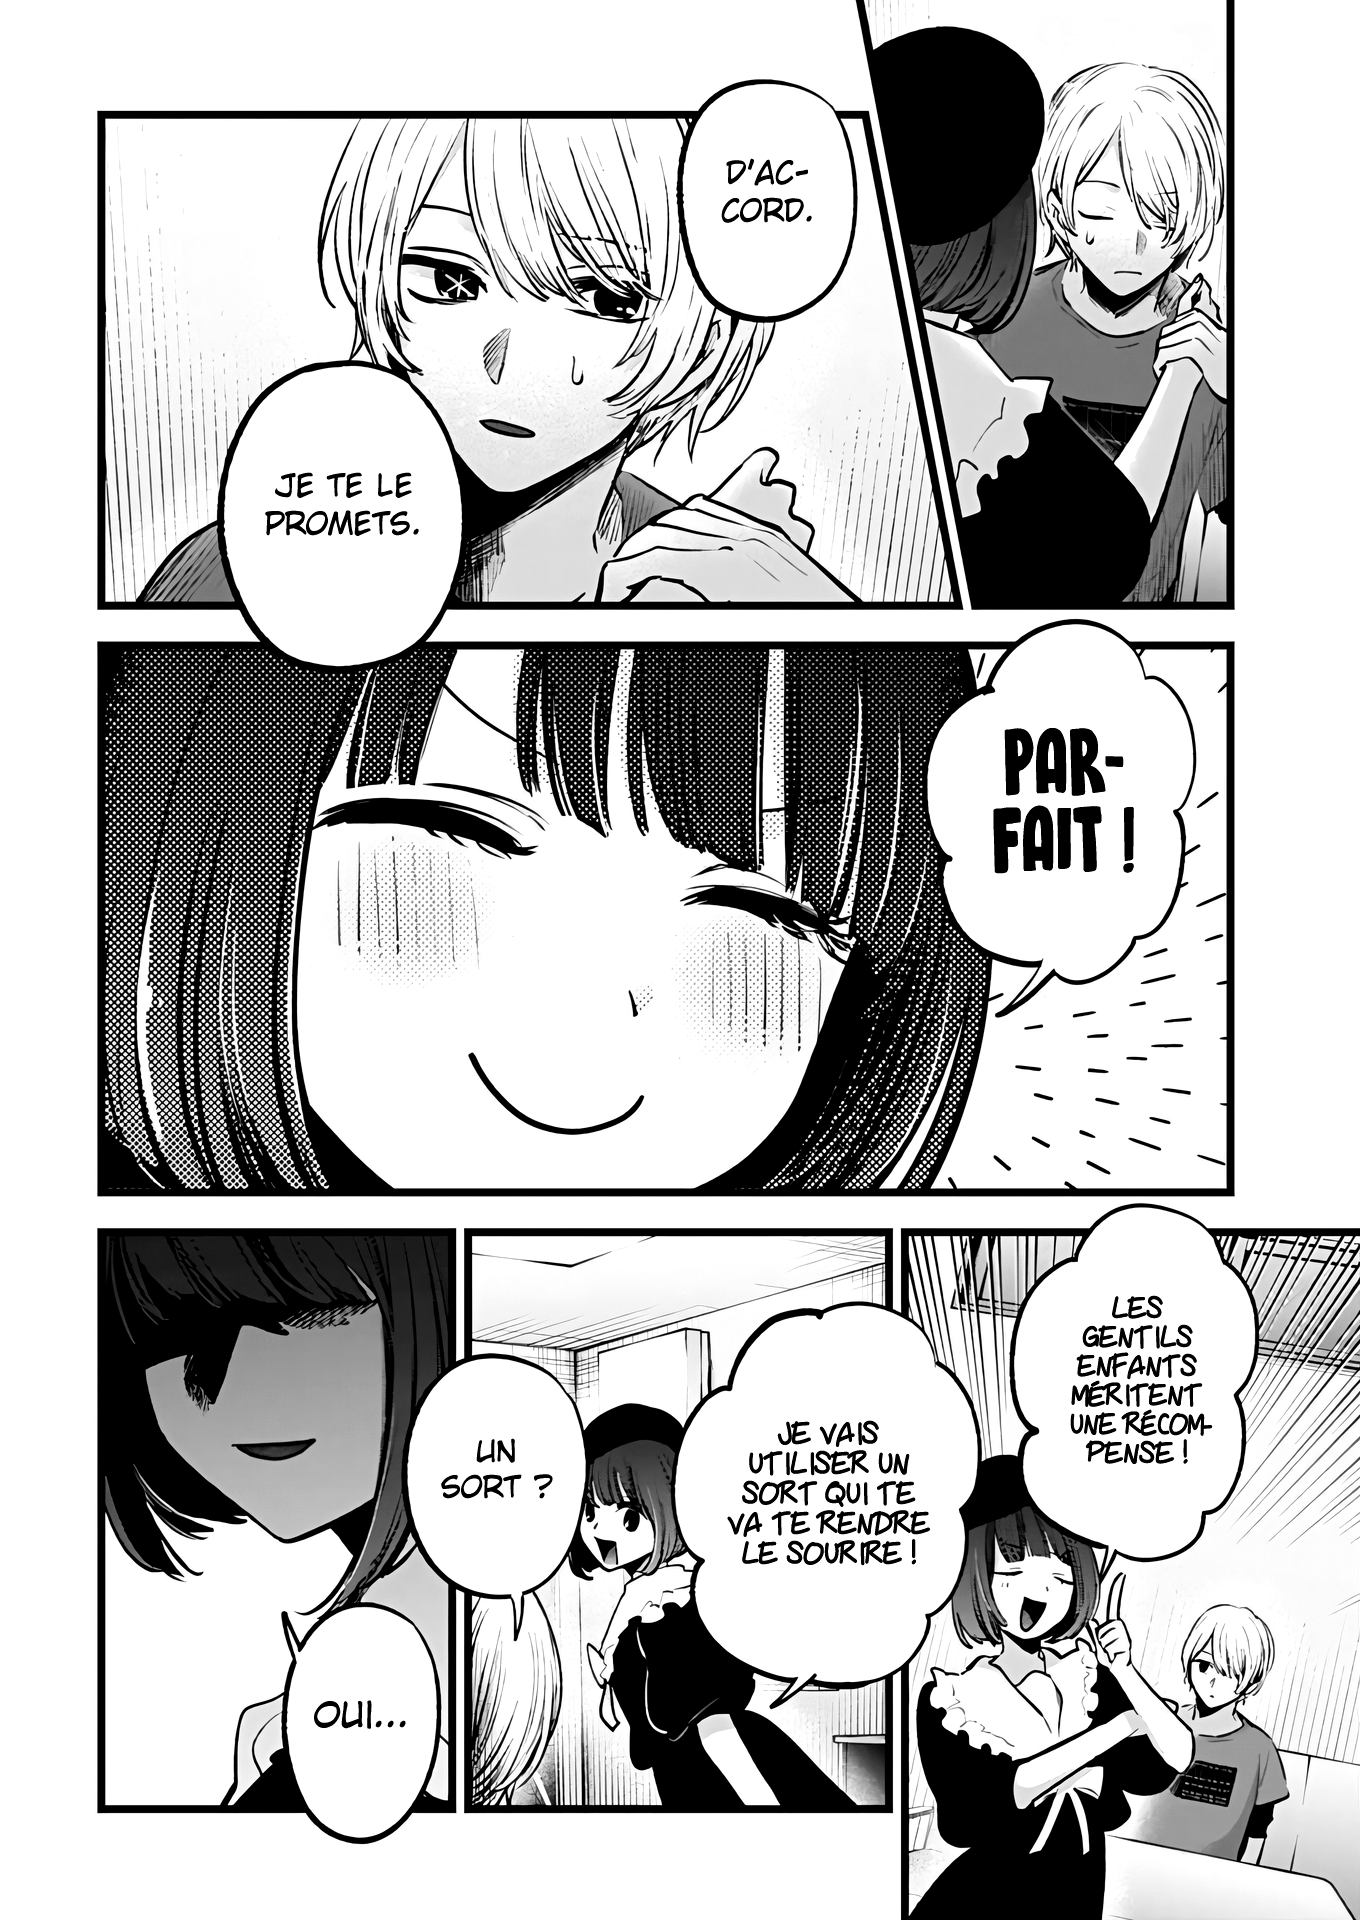 D'AC-
CORD.
JE TE LE
PROMETS.
PAR-
FAIT !
LES
GENTILS
ENFANTS
MÉRITENT
UNE RÉCOM-
PENSE !
JE VAIS
UTILISER UN
SORT QUI TE
VA TE RENDRE
LE SOURIRE !
UN
SORT ?
OUI...